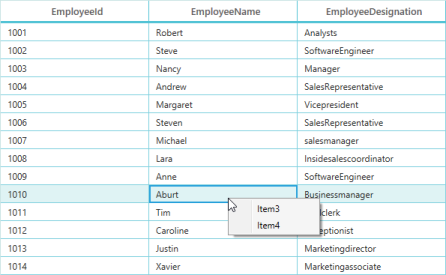 EmployeeId EmployeeName EmployeeDesignation
1001 Robert Analysts
1002 Steve SoftwareEngineer
1003 Nancy Manager
1004 Andrew SalesRepresentative
1005 Margaret Vicepresident
1006 Steven SalesRepresentative
1007 Michael salesmanager
1008 Lara Insidesalescoordinator
1009 Anne SoftwareEngineer
1010 Aburt Businessmanager
Item3
1011 Tim clerk
Item4
1012 Caroline eptionist
1013 Justin Marketingdirector
1014 Xavier Marketingassociate